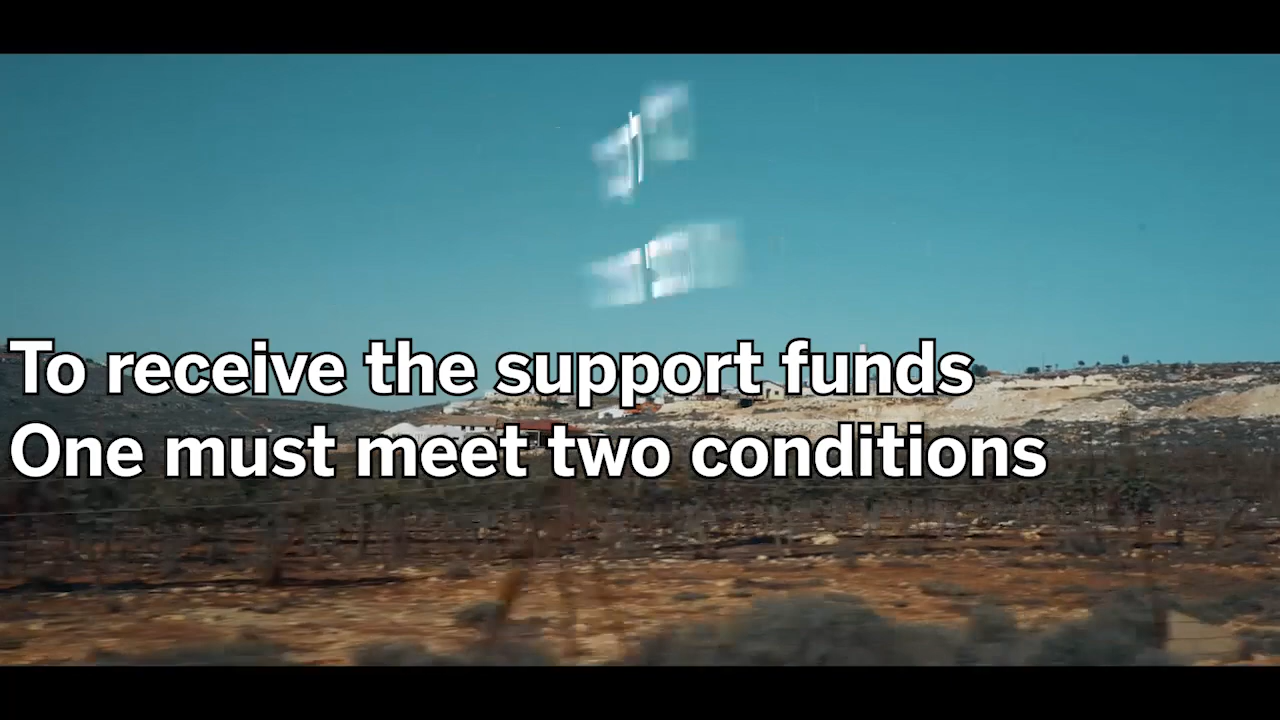 To receive the support funds
One must meet two conditions